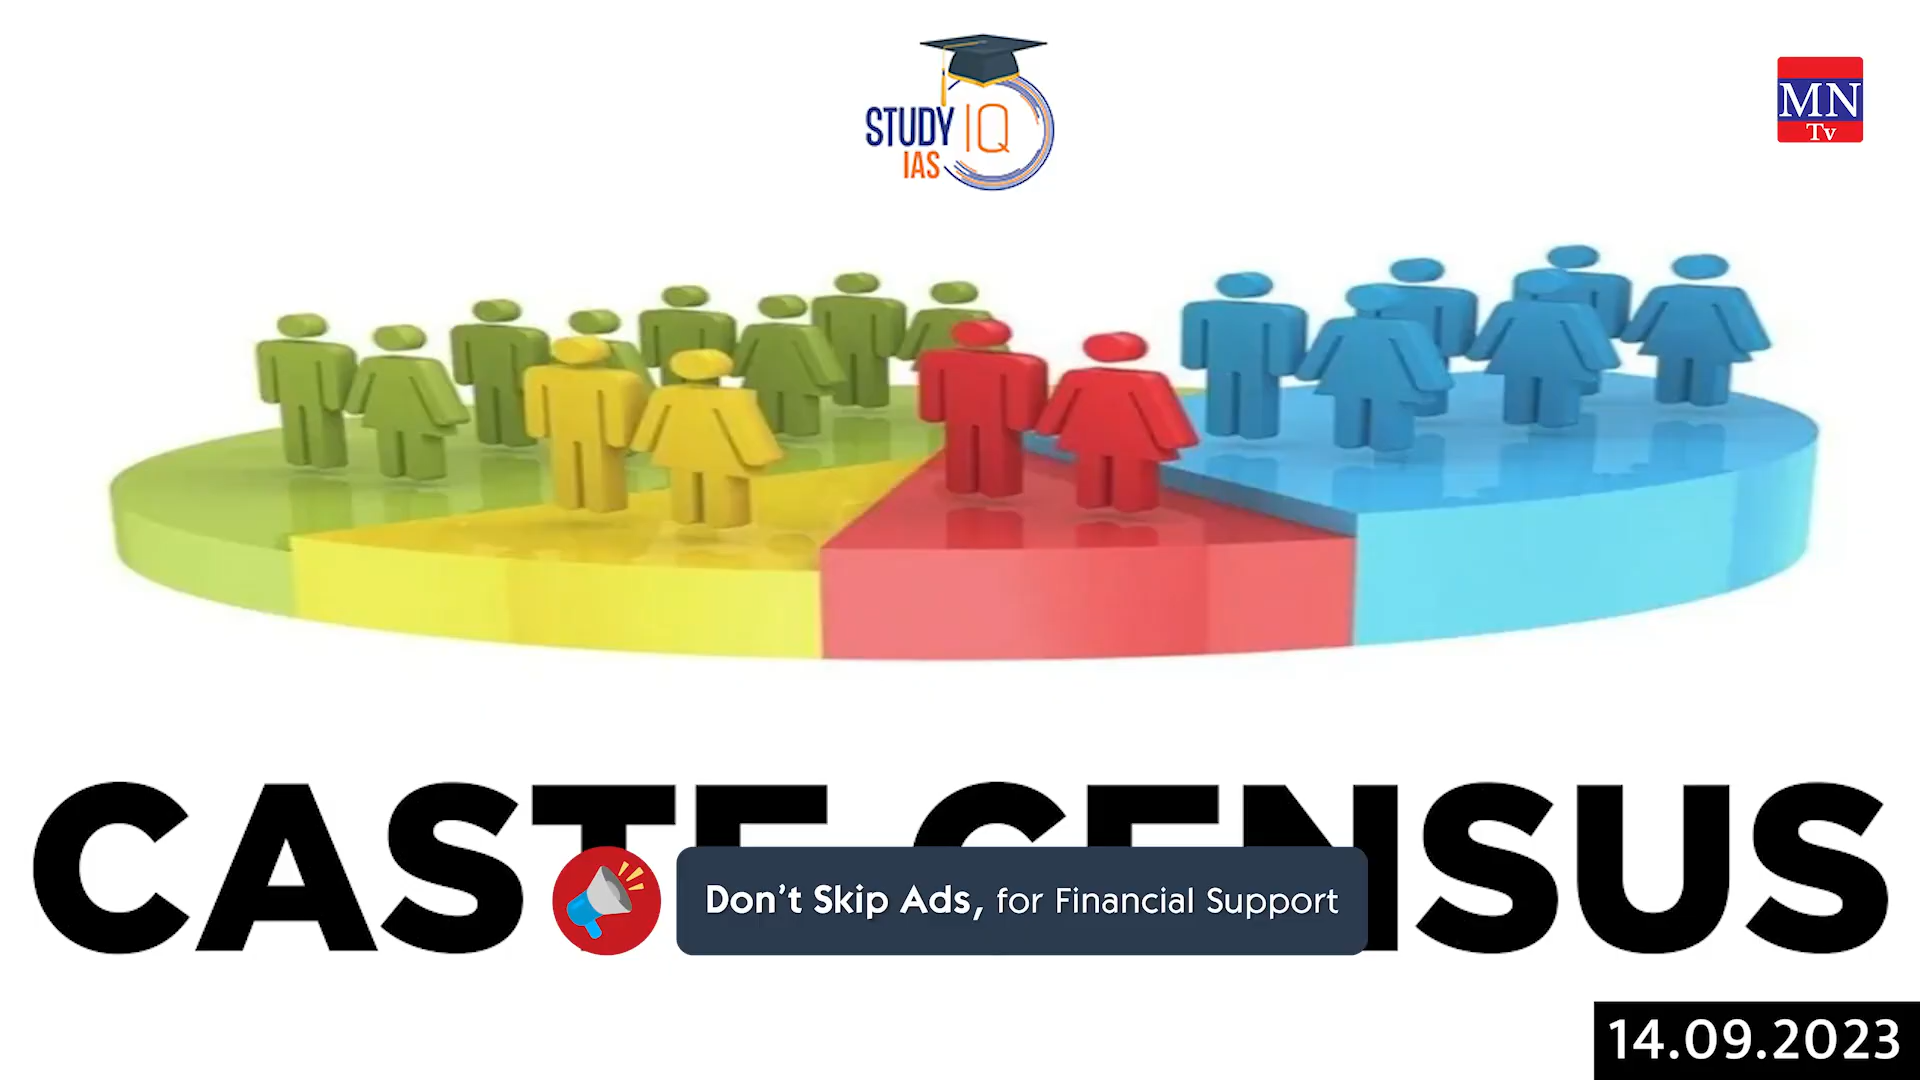 STUDY IQ
IAS
MN
Tv
CASTE CENSUS
Don't Skip Ads, for Financial Support
14.09.2023